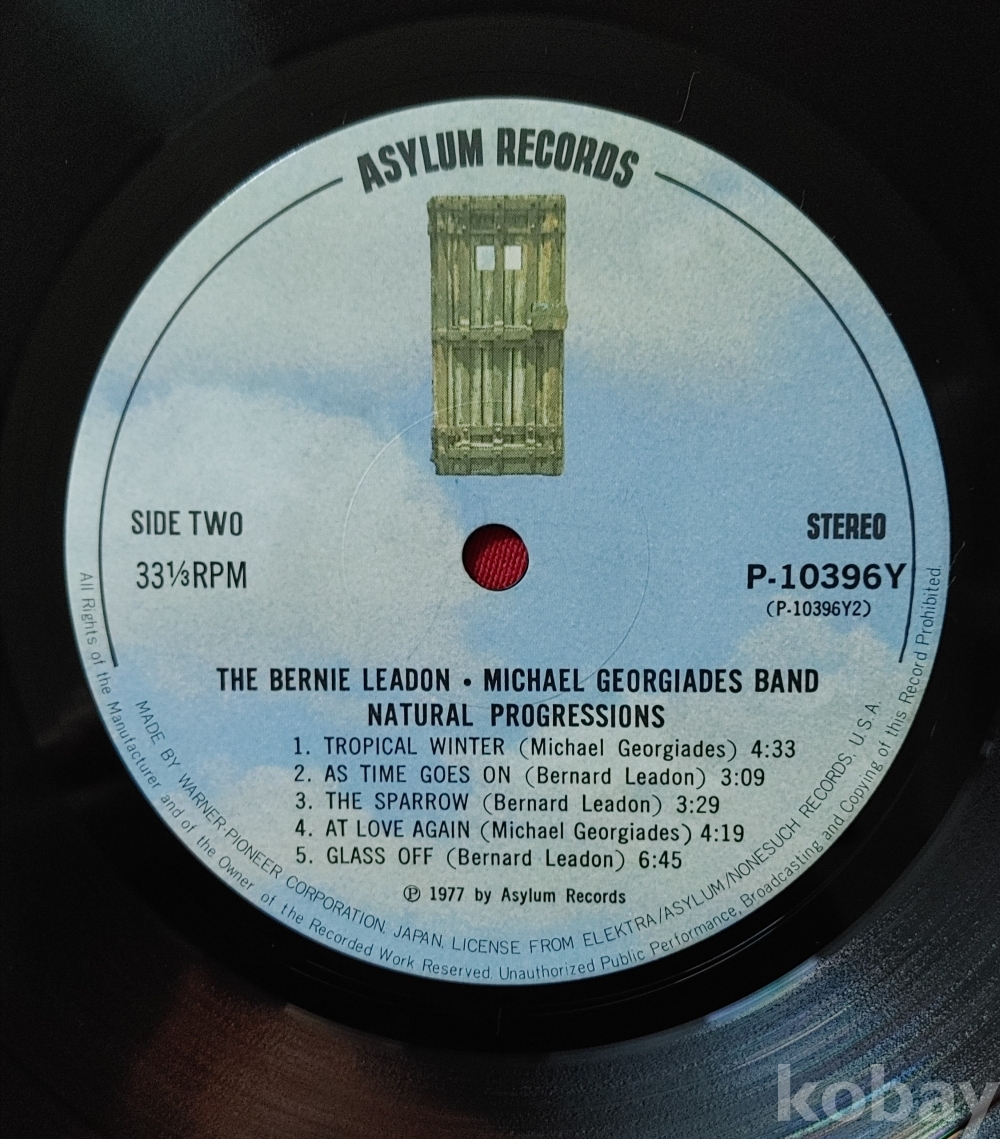 ASYLUM RECORDS
SIDE TWO
33⅓RPM
STEREO
P-10396Y
(P-10396Y2)
THE BERNIE LEADON • MICHAEL GEORGIADES BAND
NATURAL PROGRESSIONS
1. TROPICAL WINTER (Michael Georgiades) 4:33
2. AS TIME GOES ON (Bernard Leadon) 3:09
3. THE SPARROW (Bernard Leadon) 3:29
4. AT LOVE AGAIN (Michael Georgiades) 4:19
5. GLASS OFF (Bernard Leadon) 6:45
℗ 1977 by Asylum Records
MADE BY WARNER-PIONEER CORPORATION, JAPAN, LICENSE FROM ELEKTRA/ASYLUM/NONESUCH RECORDS, U.S.A.
All Rights of the Manufacturer and of the Owner of the Recorded Work Reserved. Unauthorized Public Performance, Broadcasting and Copying of this Record Prohibited.
kobay